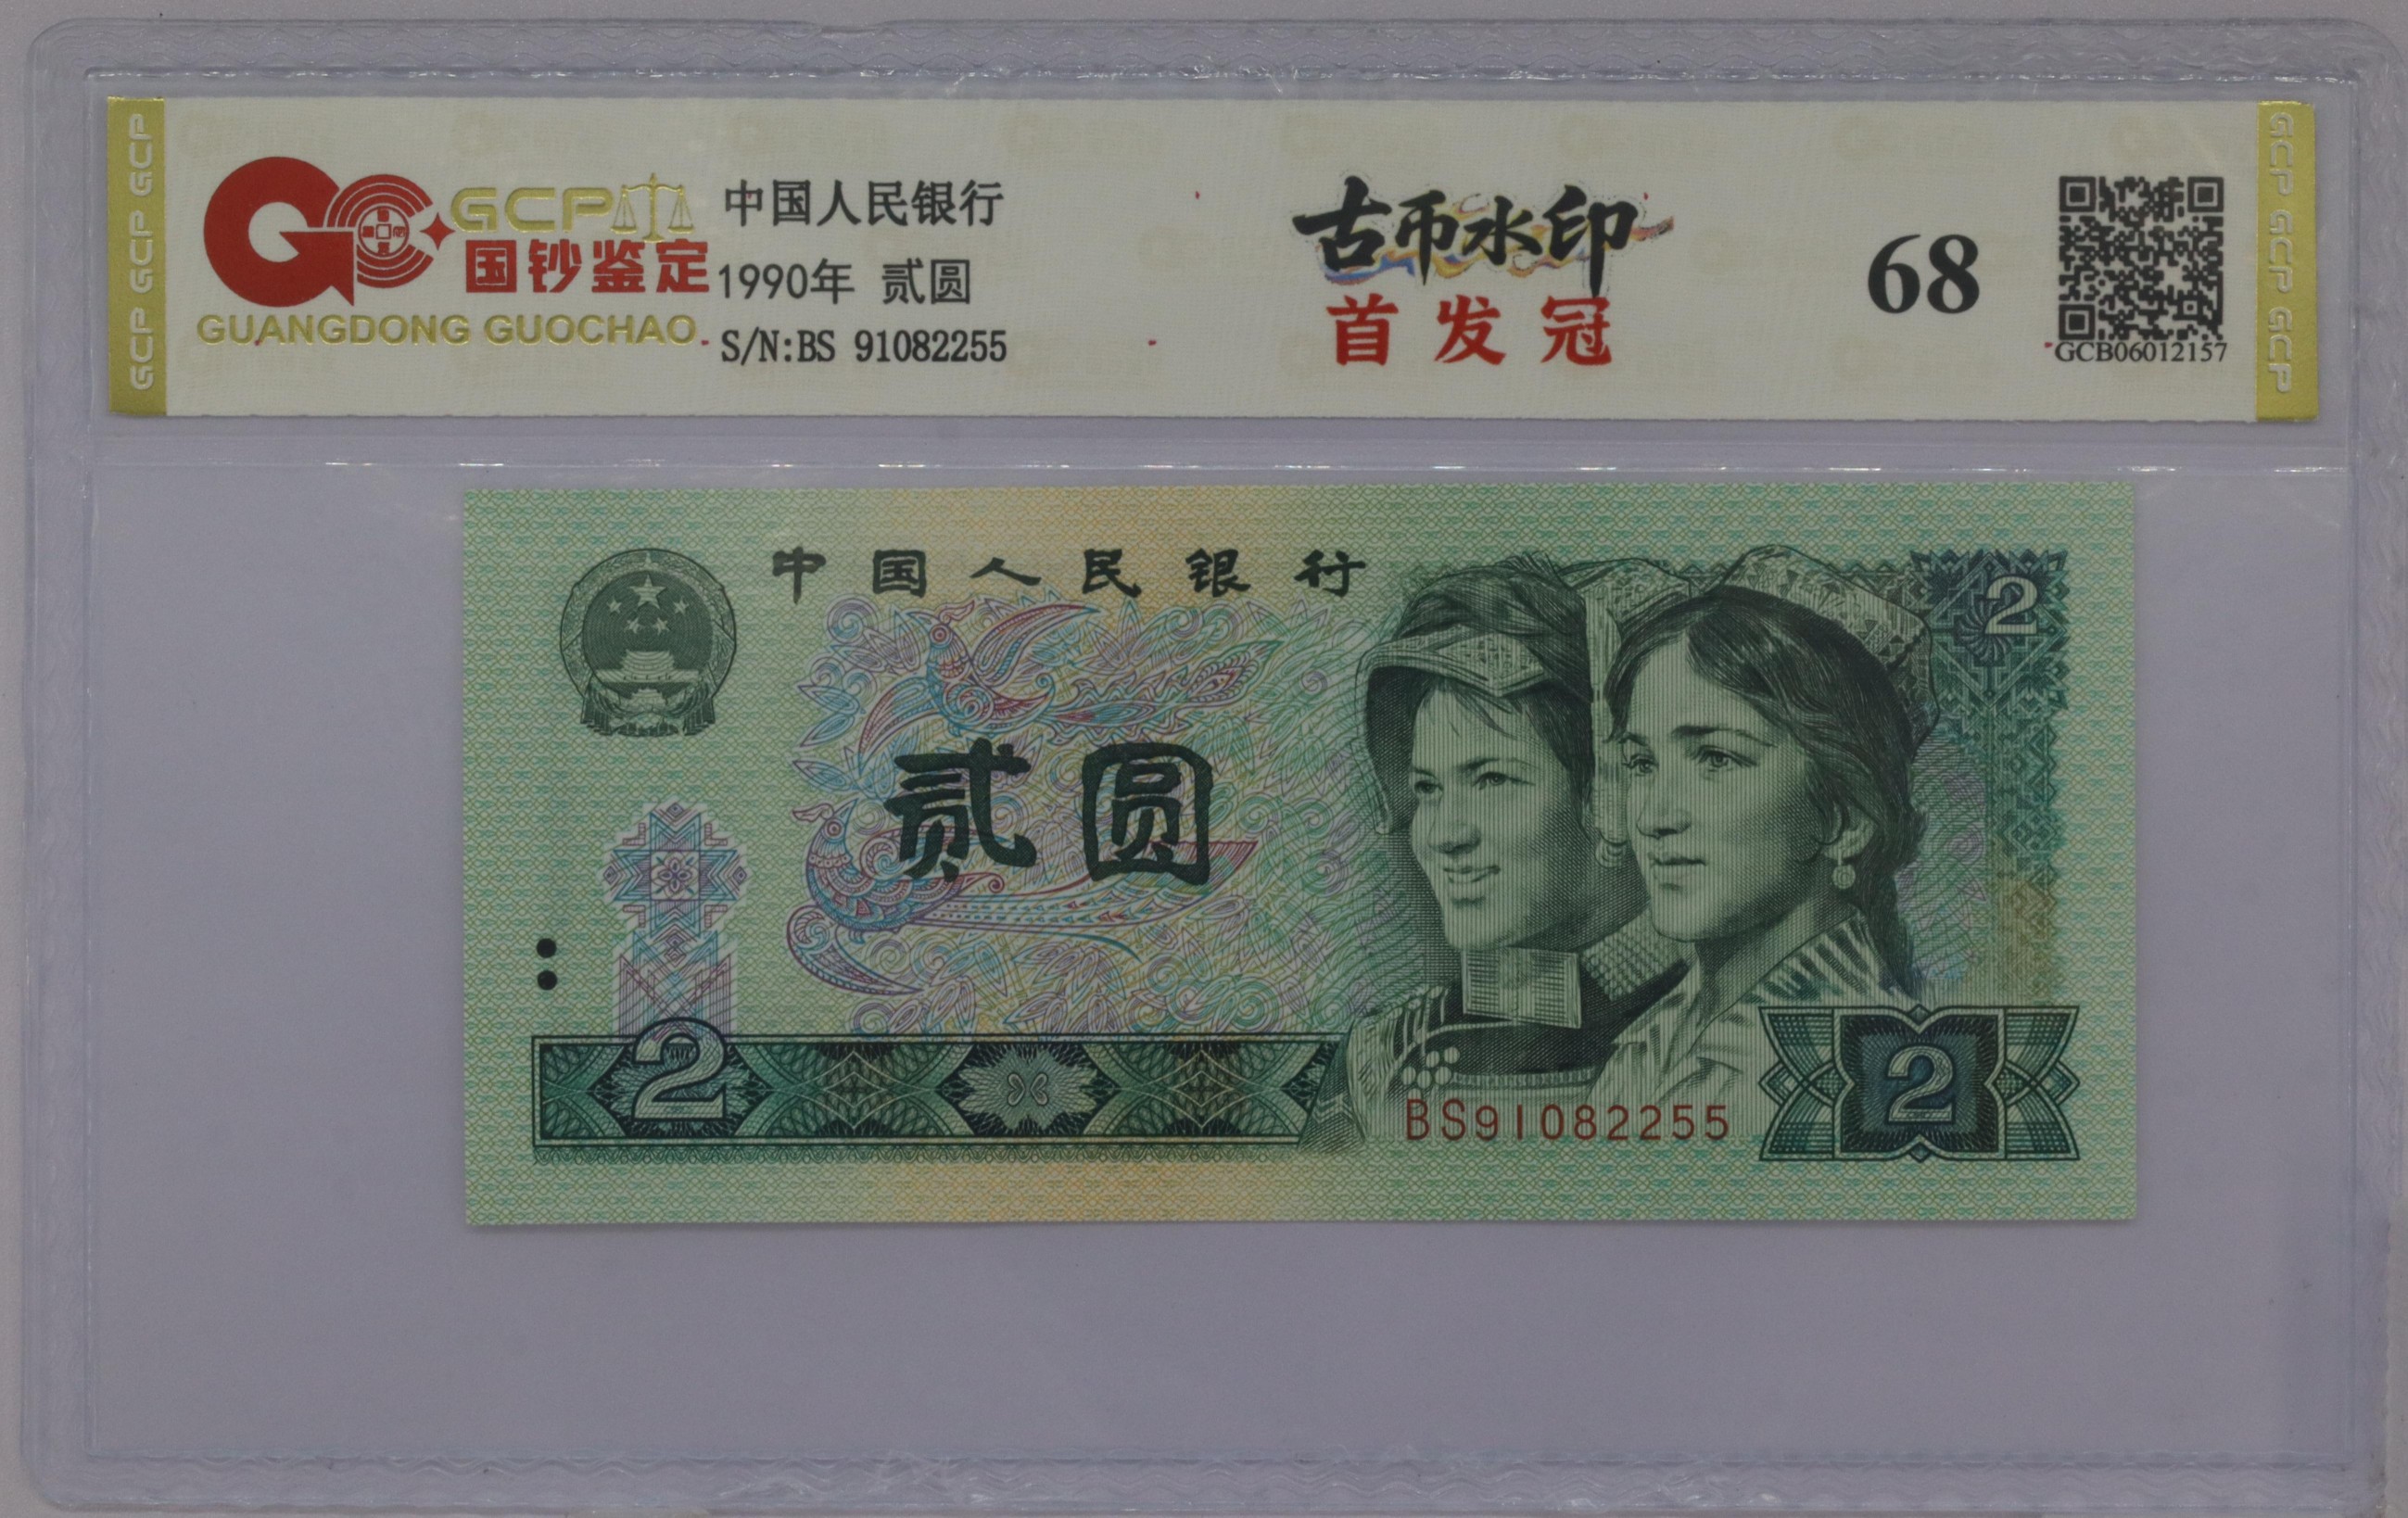 GCP GCP GCP
GCP
国钞鉴定
GUANGDONG GUOCHAO
中国人民银行
1990年 贰圆
S/N:BS 91082255
古币水印
首发冠
68
GCB06012157
GCP GCP GCP
中国人民银行
2
贰圆
2
BS91082255
2